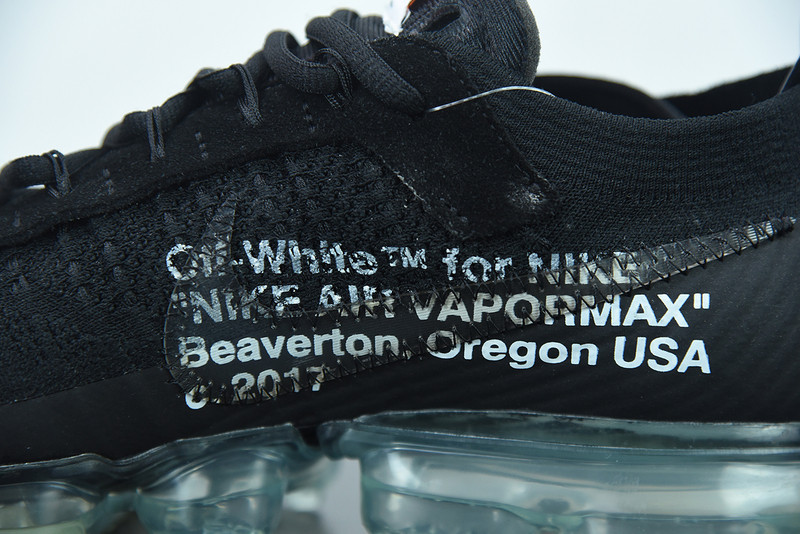 Off-White™ for NIKE
"NIKE AIR VAPORMAX"
Beaverton, Oregon USA
c. 2017